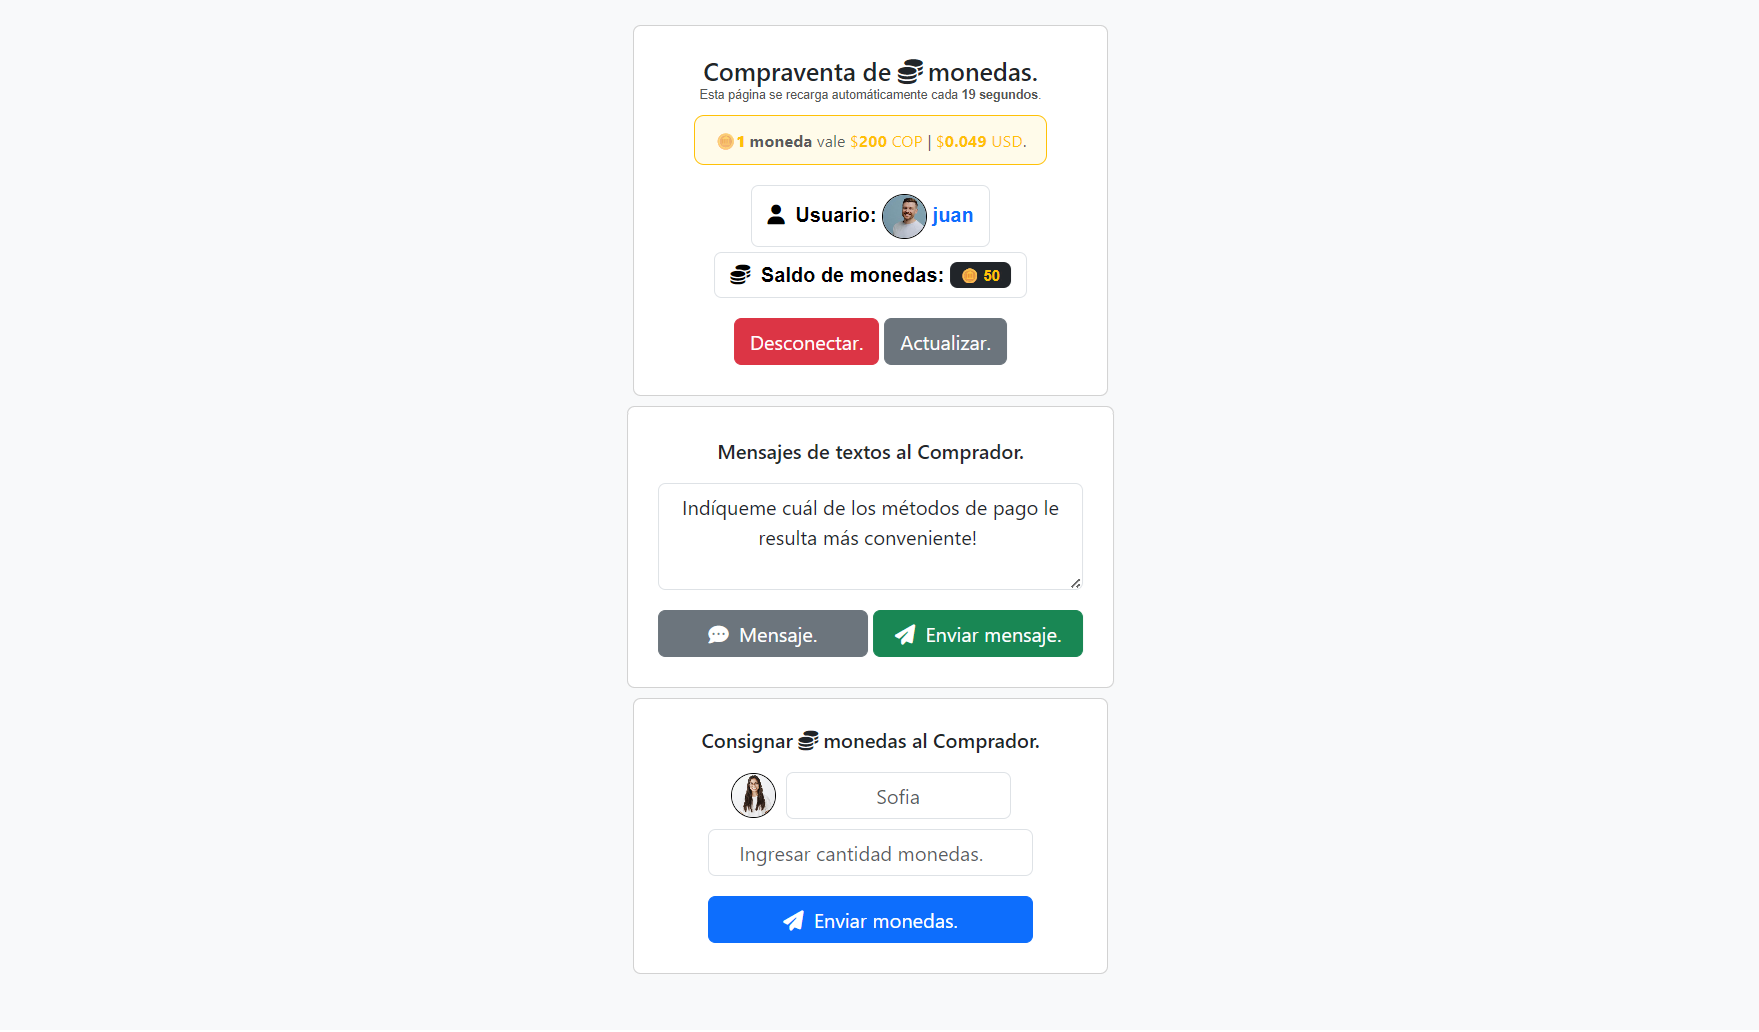 Compraventa de monedas.
Esta página se recarga automáticamente cada 19 segundos.
1 moneda vale $200 COP | $0.049 USD.
Usuario: juan
Saldo de monedas: 50
Desconectar. Actualizar.
Mensajes de textos al Comprador.
Indíqueme cuál de los métodos de pago le
resulta más conveniente!
Mensaje. Enviar mensaje.
Consignar monedas al Comprador.
Sofia
Ingresar cantidad monedas.
Enviar monedas.